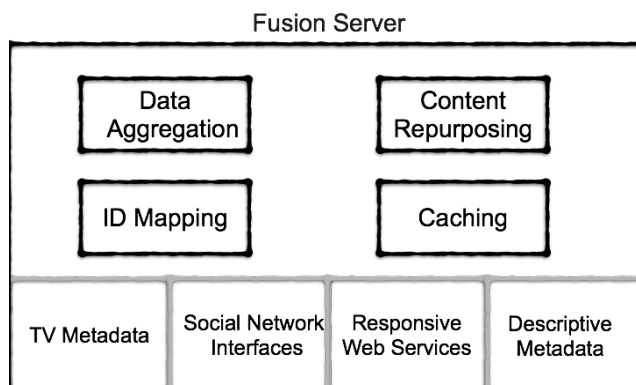 Fusion Server
Data
Aggregation
Content
Repurposing
ID Mapping
Caching
TV Metadata
Social Network
Interfaces
Responsive
Web Services
Descriptive
Metadata